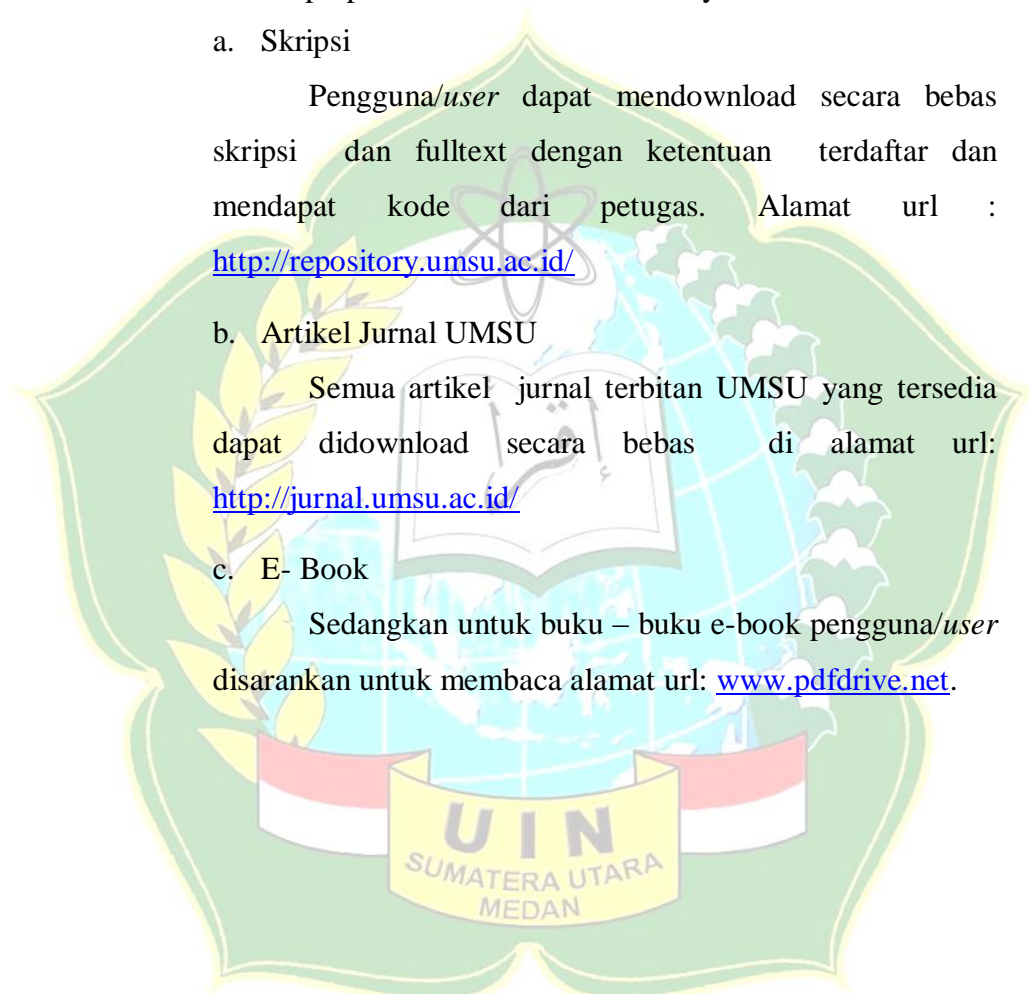 a. Skripsi
Pengguna/user dapat mendownload secara bebas
skripsi dan fulltext dengan ketentuan terdaftar dan
mendapat kode dari petugas. Alamat url :
http://repository.umsu.ac.id/
b. Artikel Jurnal UMSU
Semua artikel jurnal terbitan UMSU yang tersedia
dapat didownload secara bebas di alamat url:
http://jurnal.umsu.ac.id/
إقرأ
c. E- Book
Sedangkan untuk buku – buku e-book pengguna/user
disarankan untuk membaca alamat url: www.pdfdrive.net.
UIN
SUMATERA UTARA
MEDAN